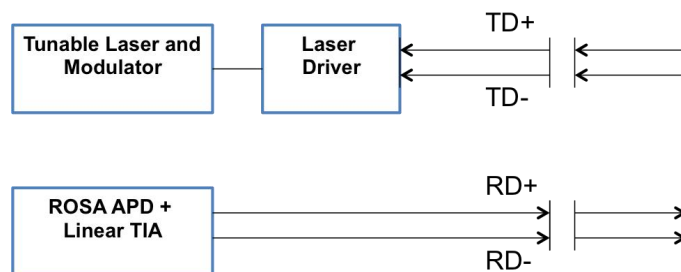 Tunable Laser and
Modulator
Laser
Driver
TD+
TD-
ROSA APD +
Linear TIA
RD+
RD-